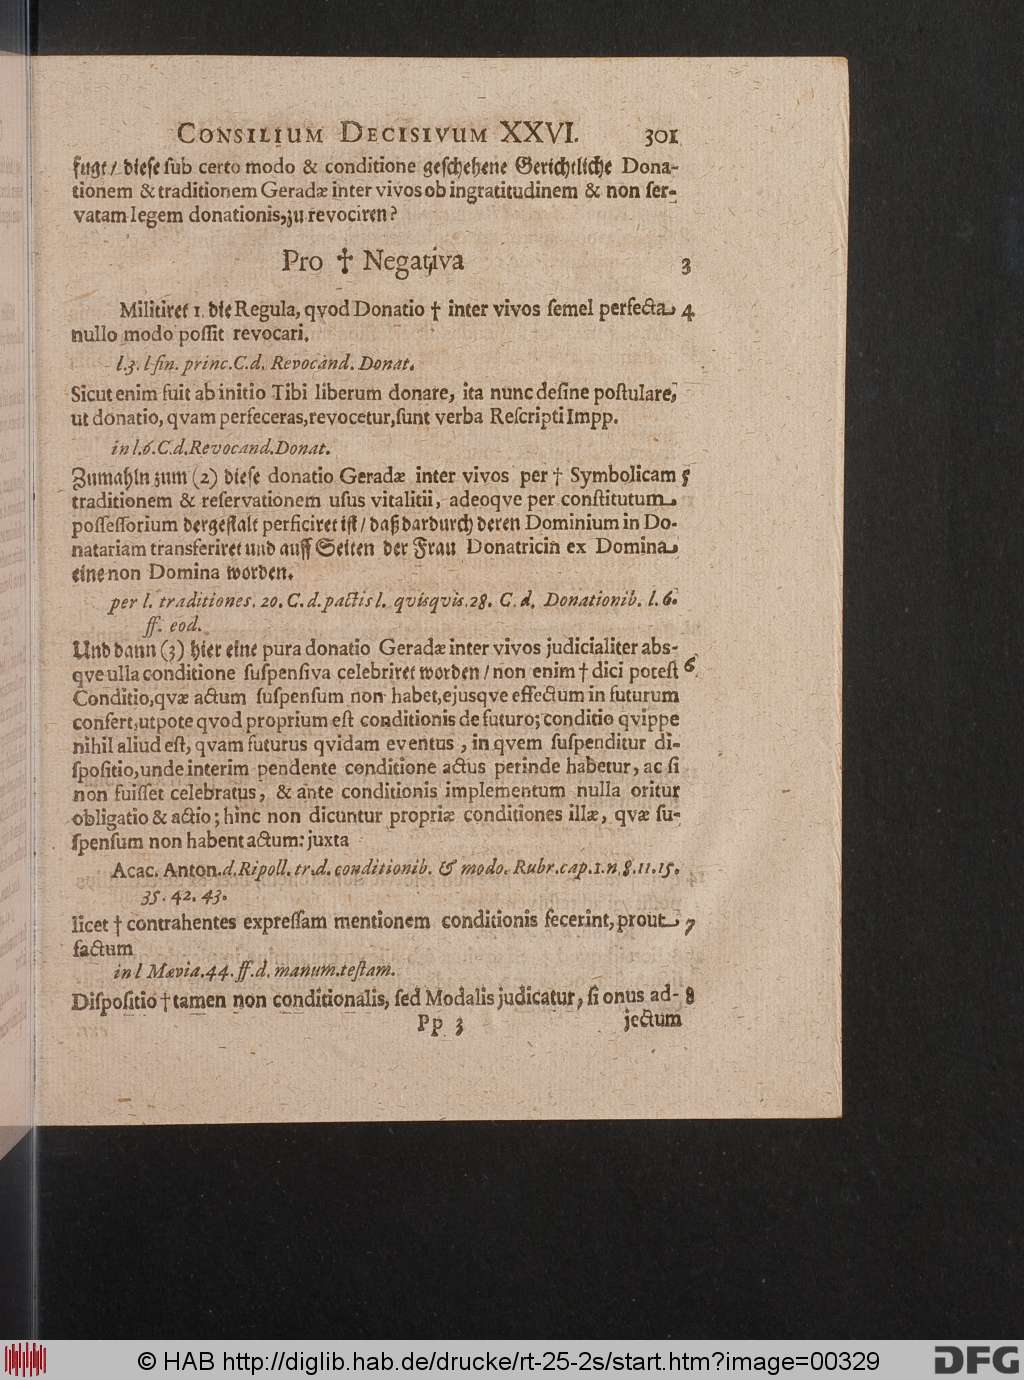 CONSILIUM DECISIVUM XXVI. 301
fugt / dieſe ſub certo modo & conditione geſchehene Gerichtliche Dona-
tionem & traditionem Geradæ inter vivos ob ingratitudinem & non ſer-
vatam legem donationis, zu revociren?
Pro † Negativa 3
Militiret 1. die Regula, qvod Donatio † inter vivos ſemel perfecta 4
nullo modo poſſit revocari.
l.3. l fin. princ. C.d. Revocand. Donat.
Sicut enim fuit ab initio Tibi liberum donare, ita nunc deſine poſtulare,
ut donatio, qvam perfeceras, revocetur, ſunt verba Reſcripti Impp.
in l.6.C.d.Revocand.Donat.
Zumahln zum (2) dieſe donatio Geradæ inter vivos per † Symbolicam 5
traditionem & reſervationem uſus vitalitii, adeoqve per conſtitutum
poſſeſſorium dergeſtalt perficiret iſt / daß dardurch deren Dominium in Do-
natariam transferiret und auff Seiten der Frau Donatricin ex Domina
eine non Domina worden.
per l. traditiones. 20. C. d. pactis l. qvisqvis. 28. C. d. Donationib. l. 6.
ff. eod.
Und dann (3) hier eine pura donatio Geradæ inter vivos judicialiter abs-
qve ulla conditione ſuſpenſiva celebriret worden / non enim † dici poteſt 6.
Conditio, qvæ actum ſuſpenſum non habet, ejusqve effectum in futurum
confert, utpote qvod proprium eſt conditionis de futuro; conditio qvippe
nihil aliud eſt, qvam futurus qvidam eventus, in qvem ſuſpenditur di-
ſpoſitio, unde interim pendente conditione actus perinde habetur, ac ſi
non fuiſſet celebratus, & ante conditionis implementum nulla oritur
obligatio & actio; hinc non dicuntur propriæ conditiones illæ, qvæ ſu-
ſpenſum non habent actum: juxta
Acac. Anton. d. Ripoll. tr. d. conditionib. & modo. Rubr. cap. 1. n. 8. 11. 15.
35. 42. 43.
licet † contrahentes expreſſam mentionem conditionis fecerint, prout 7
factum
in l Mævia. 44. ff. d. manum. teſtam.
Diſpoſitio † tamen non conditionalis, ſed Modalis judicatur, ſi onus ad- 8
Pp 3 jectum
© HAB http://diglib.hab.de/drucke/rt-25-2s/start.htm?image=00329
DFG